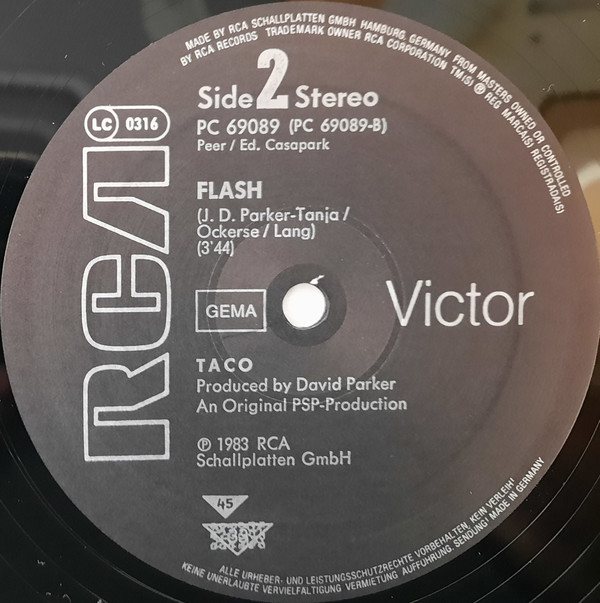 MADE BY RCA SCHALLPLATTEN GMBH HAMBURG, GERMANY, FROM MASTERS OWNED OR CONTROLLED
BY RCA RECORDS TRADEMARK OWNER RCA CORPORATION TM(S) ® REG. MARCA(S) REGISTRADA(S)
Side 2 Stereo
LC 0316
PC 69089 (PC 69089-B)
Peer / Ed. Casapark
FLASH
(J. D. Parker-Tanja /
Ockerse / Lang)
(3'44)
RCA
GEMA
Victor
TACO
Produced by David Parker
An Original PSP-Production
℗ 1983 RCA
Schallplatten GmbH
45
ALLE URHEBER- UND LEISTUNGSSCHUTZRECHTE VORBEHALTEN, KEIN VERLEIH!
KEINE UNERLAUBTE VERVIELFALTIGUNG VERMIETUNG AUFFUHRUNG. SENDUNG! MADE IN GERMANY